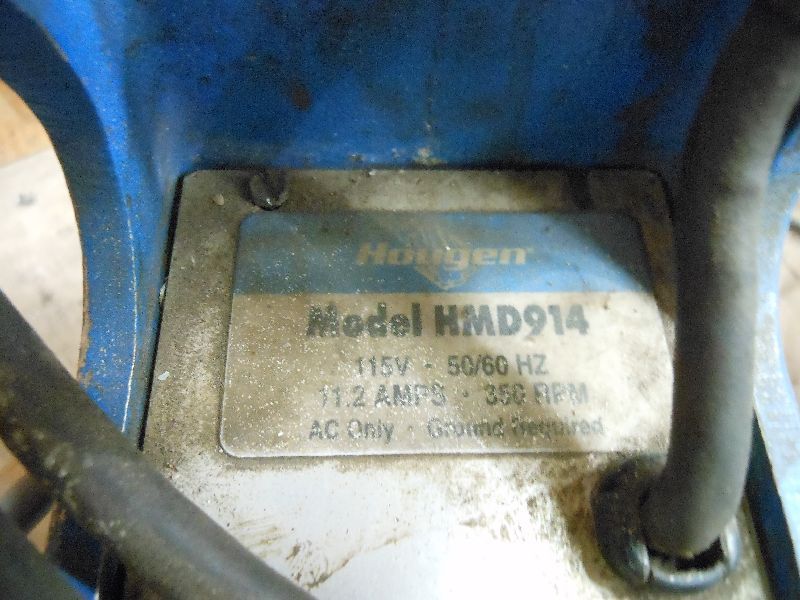 Hougen
Model HMD914
115V · 50/60 HZ
11.2 AMPS · 350 RPM
AC Only · Ground Required